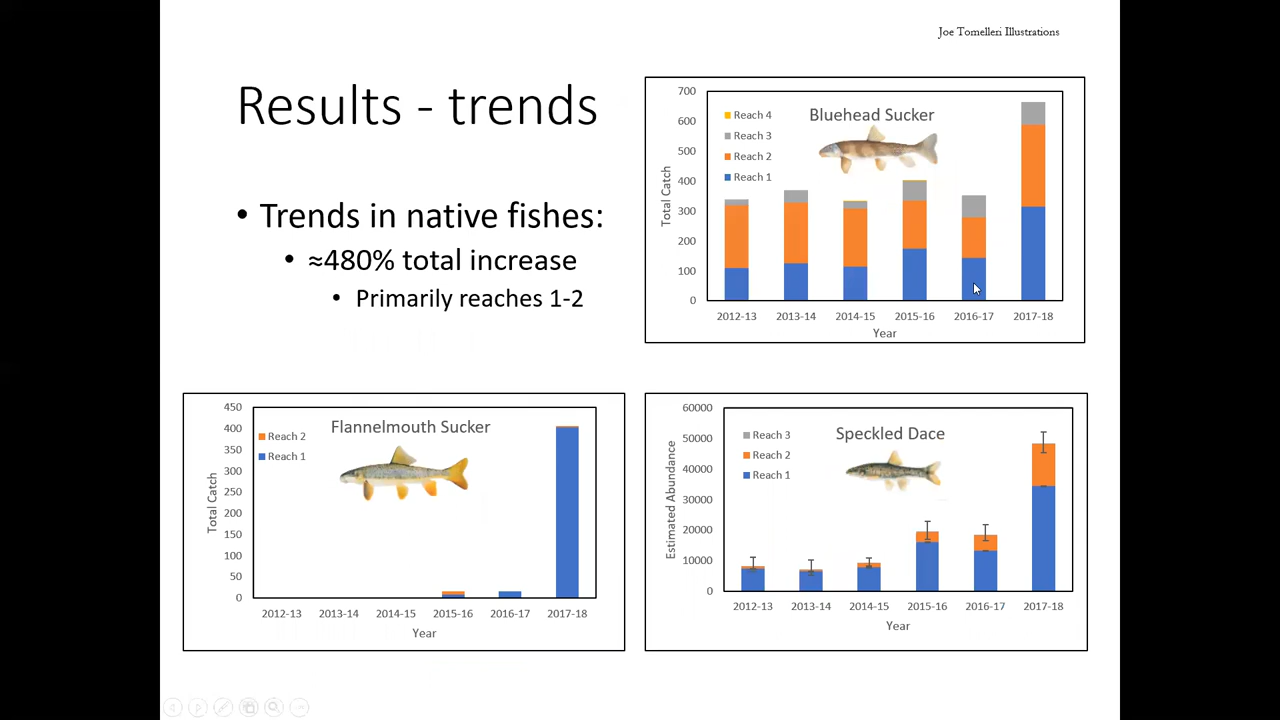 Joe Tomelleri Illustrations
Results - trends
• Trends in native fishes:
• ≈480% total increase
• Primarily reaches 1-2
Bluehead Sucker
Reach 4
Reach 3
Reach 2
Reach 1
Total Catch
700
600
500
400
300
200
100
0
2012-13 2013-14 2014-15 2015-16 2016-17 2017-18
Year
Flannelmouth Sucker
Reach 2
Reach 1
Total Catch
450
400
350
300
250
200
150
100
50
0
2012-13 2013-14 2014-15 2015-16 2016-17 2017-18
Year
Speckled Dace
Reach 3
Reach 2
Reach 1
Estimated Abundance
60000
50000
40000
30000
20000
10000
0
2012-13 2013-14 2014-15 2015-16 2016-17 2017-18
Year